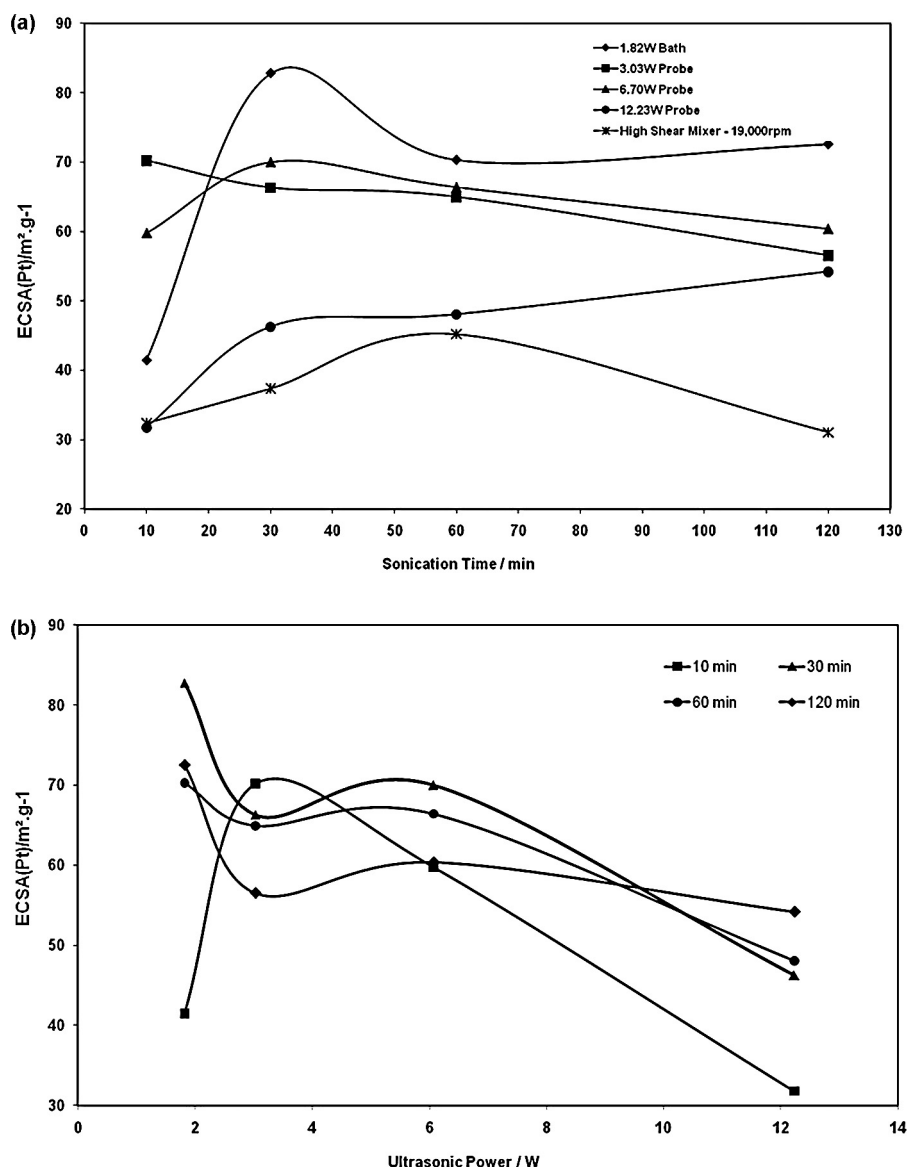 (a)
90
80
70
60
50
40
30
20
ECSA(Pt)/m².g-1
1.82W Bath
3.03W Probe
6.70W Probe
12.23W Probe
High Shear Mixer - 19,000rpm
0 10 20 30 40 50 60 70 80 90 100 110 120 130
Sonication Time / min
(b)
90
80
70
60
50
40
30
ECSA(Pt)/m².g-1
10 min 30 min
60 min 120 min
0 2 4 6 8 10 12 14
Ultrasonic Power / W